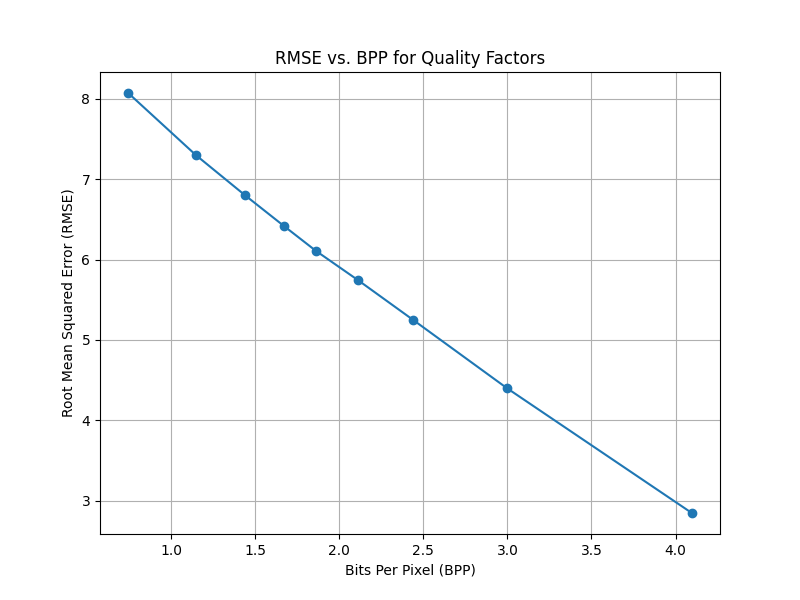 RMSE vs. BPP for Quality Factors
Root Mean Squared Error (RMSE)
8
7
6
5
4
3
1.0 1.5 2.0 2.5 3.0 3.5 4.0
Bits Per Pixel (BPP)